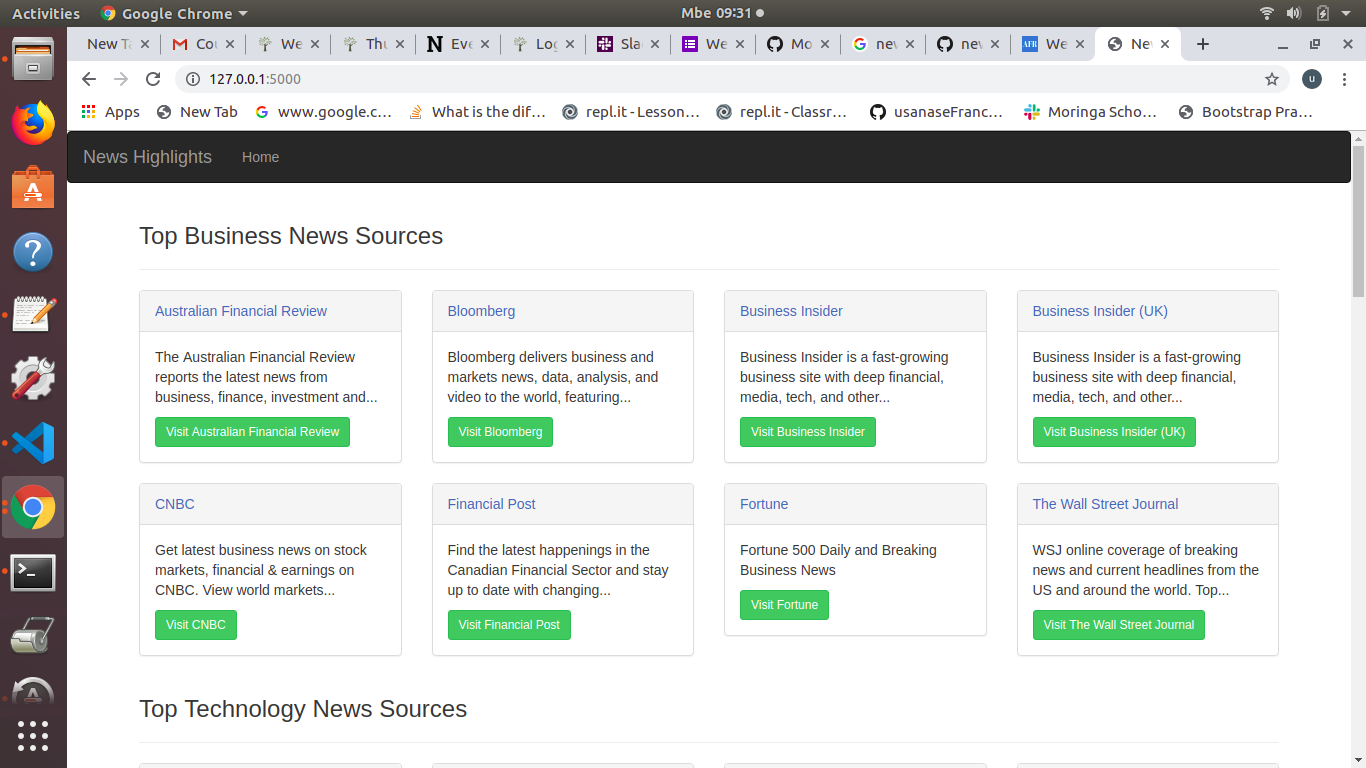 Activities
Google Chrome
Mbe 09:31
New Ta
Cou
We
Thu
Eve
Log
Sla
We
Mo
nev
nev
We
Nev
127.0.0.1:5000
u
Apps
New Tab
www.google.c...
What is the dif...
repl.it - Lesson...
repl.it - Classr...
usanaseFranc...
Moringa Scho...
Bootstrap Pra...
News Highlights
Home
Top Business News Sources
Australian Financial Review
The Australian Financial Review
reports the latest news from
business, finance, investment and...
Visit Australian Financial Review
Bloomberg
Bloomberg delivers business and
markets news, data, analysis, and
video to the world, featuring...
Visit Bloomberg
Business Insider
Business Insider is a fast-growing
business site with deep financial,
media, tech, and other...
Visit Business Insider
Business Insider (UK)
Business Insider is a fast-growing
business site with deep financial,
media, tech, and other...
Visit Business Insider (UK)
CNBC
Get latest business news on stock
markets, financial & earnings on
CNBC. View world markets...
Visit CNBC
Financial Post
Find the latest happenings in the
Canadian Financial Sector and stay
up to date with changing...
Visit Financial Post
Fortune
Fortune 500 Daily and Breaking
Business News
Visit Fortune
The Wall Street Journal
WSJ online coverage of breaking
news and current headlines from the
US and around the world. Top...
Visit The Wall Street Journal
Top Technology News Sources